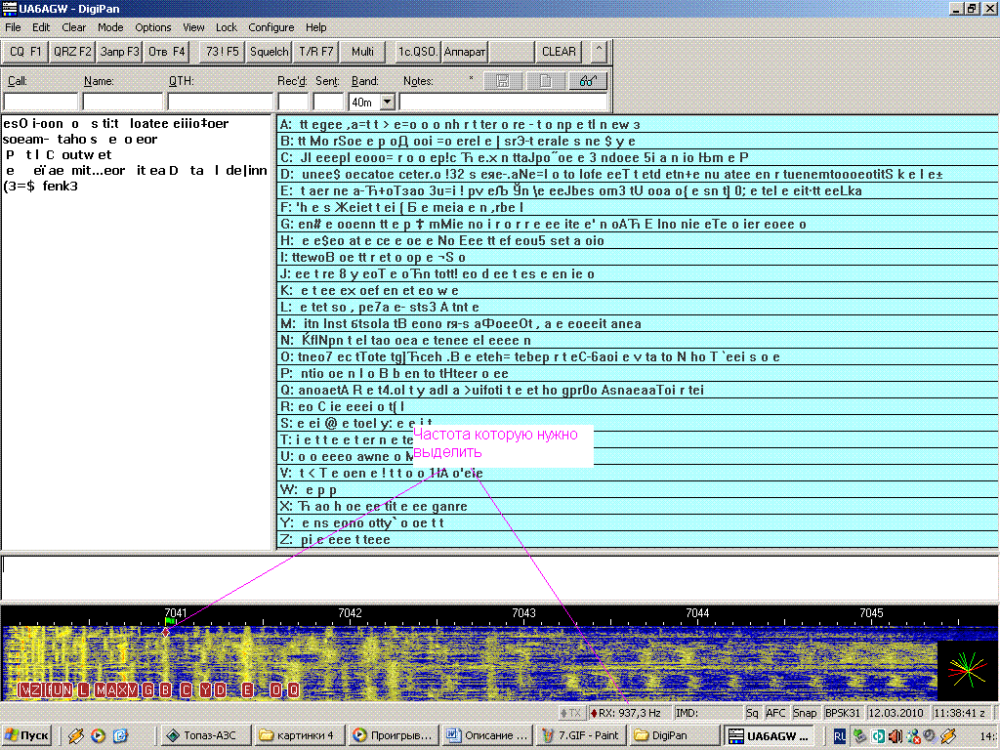 UA6AGW - DigiPan
File Edit Clear Mode Options View Lock Configure Help
CQ F1 QRZ F2 Запр F3 Отв F4 73 ! F5 Squelch T/R F7 Multi 1с.QSO. Аппарат CLEAR ^
Call: Name: QTH: Rec'd: Sent: Band: Notes: *
40m
esO i-oon o s ti:t loatee eiiio‡oer
soeam- taho s e o eor
P t l C outw et
e eїae mit...eor it ea D ta l de|inn
(3=$ fenk3
A: tt egee ,a=t t > e=o o o nh r t ter o re - t o np e tl n ew з
B: tt Mo rSoe e p oД ooi =o erel e | srЭ-t erale s ne $ y e
C: Jl eeepl eooo= r o o ep!c Ћ e.x n ttaJpo˝oe e 3 ndoee 5i a n io Њm e P
D: unee$ oecatoe ceter.o !32 s eяe-.aNe=l o to lofe eeT t etd etn+e nu atee en r tuenemtoooeotitS k e l e±
E: t aer ne a-Ћ+oTзao 3u=i ! pv eЉ Ўn \e eeJbes om3 tU ooa o{ e sn t] 0; e tel e eit·tt eeLka
F: 'h e s Жeiet t ei [ Б e meia e n ,rbe l
G: en# e ooenn tt e p ‡ mMie no i r o r r e ee ite e' n oAЋ E Ino nie eTe o ier eoee o
H: e e$eo at e ce e oe e No Eee tt ef eou5 set a oio
I: ttewoB oe tt r et o op e ¬S o
J: ee t re 8 y eoT e oЋn tott! eo d ee t es e en ie o
K: e t ee ex oef en et eo w e
L: e tet so , pe7a e- sts3 A tnt e
M: itn Inst 6tsola tB eono rя-s aФoeeOt , a e eoeeit anea
N: ЌflNpn t el tao oea e tenee el eeee n
O: tneo7 ec tTote tg]Ћceh .B e eteh= tebep r t eC-6aoi e v ta to N ho T `eei s o e
P: ntio oe n l o B b en to tHteer o ee
Q: anoaetA R e t4.ol t y adl a >uifoti t e et ho gpr0o AsnaeaaToi r tei
R: eo C ie eeei o t[ l
S: e ei @ e toel y: e e i t
T: i e t t e e t er n e te
U: o o eeeo awne o M
V: t < T e oen e ! t t o o 1lA o'ele
W: e p p
X: Ћ ao h oe ee tit e ee ganre
Y: e ns eono otty` o oe t t
Z: pi e eee t teee
Частота которую нужно
выделить
7041 7042 7043 7044 7045
TX RX: 937,3 Hz IMD: Sq AFC Snap BPSK31 12.03.2010 11:38:41 z
Пуск Топаз-АЗС картинки 4 Проигрыв... Описание ... 7.GIF - Paint DigiPan UA6AGW ... RU 14: